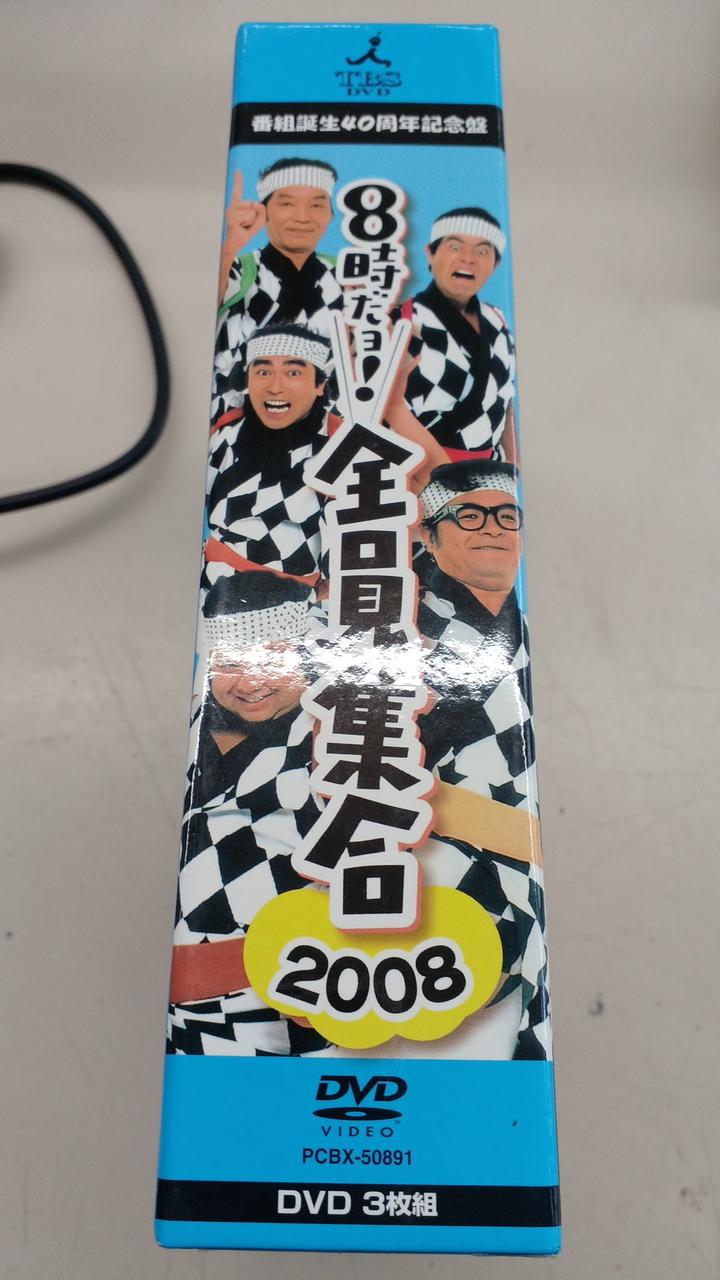 TBS
DVD
番組誕生40周年記念盤
8時だョ!
全員集合
2008
DVD
VIDEO
PCBX-50891
DVD 3枚組